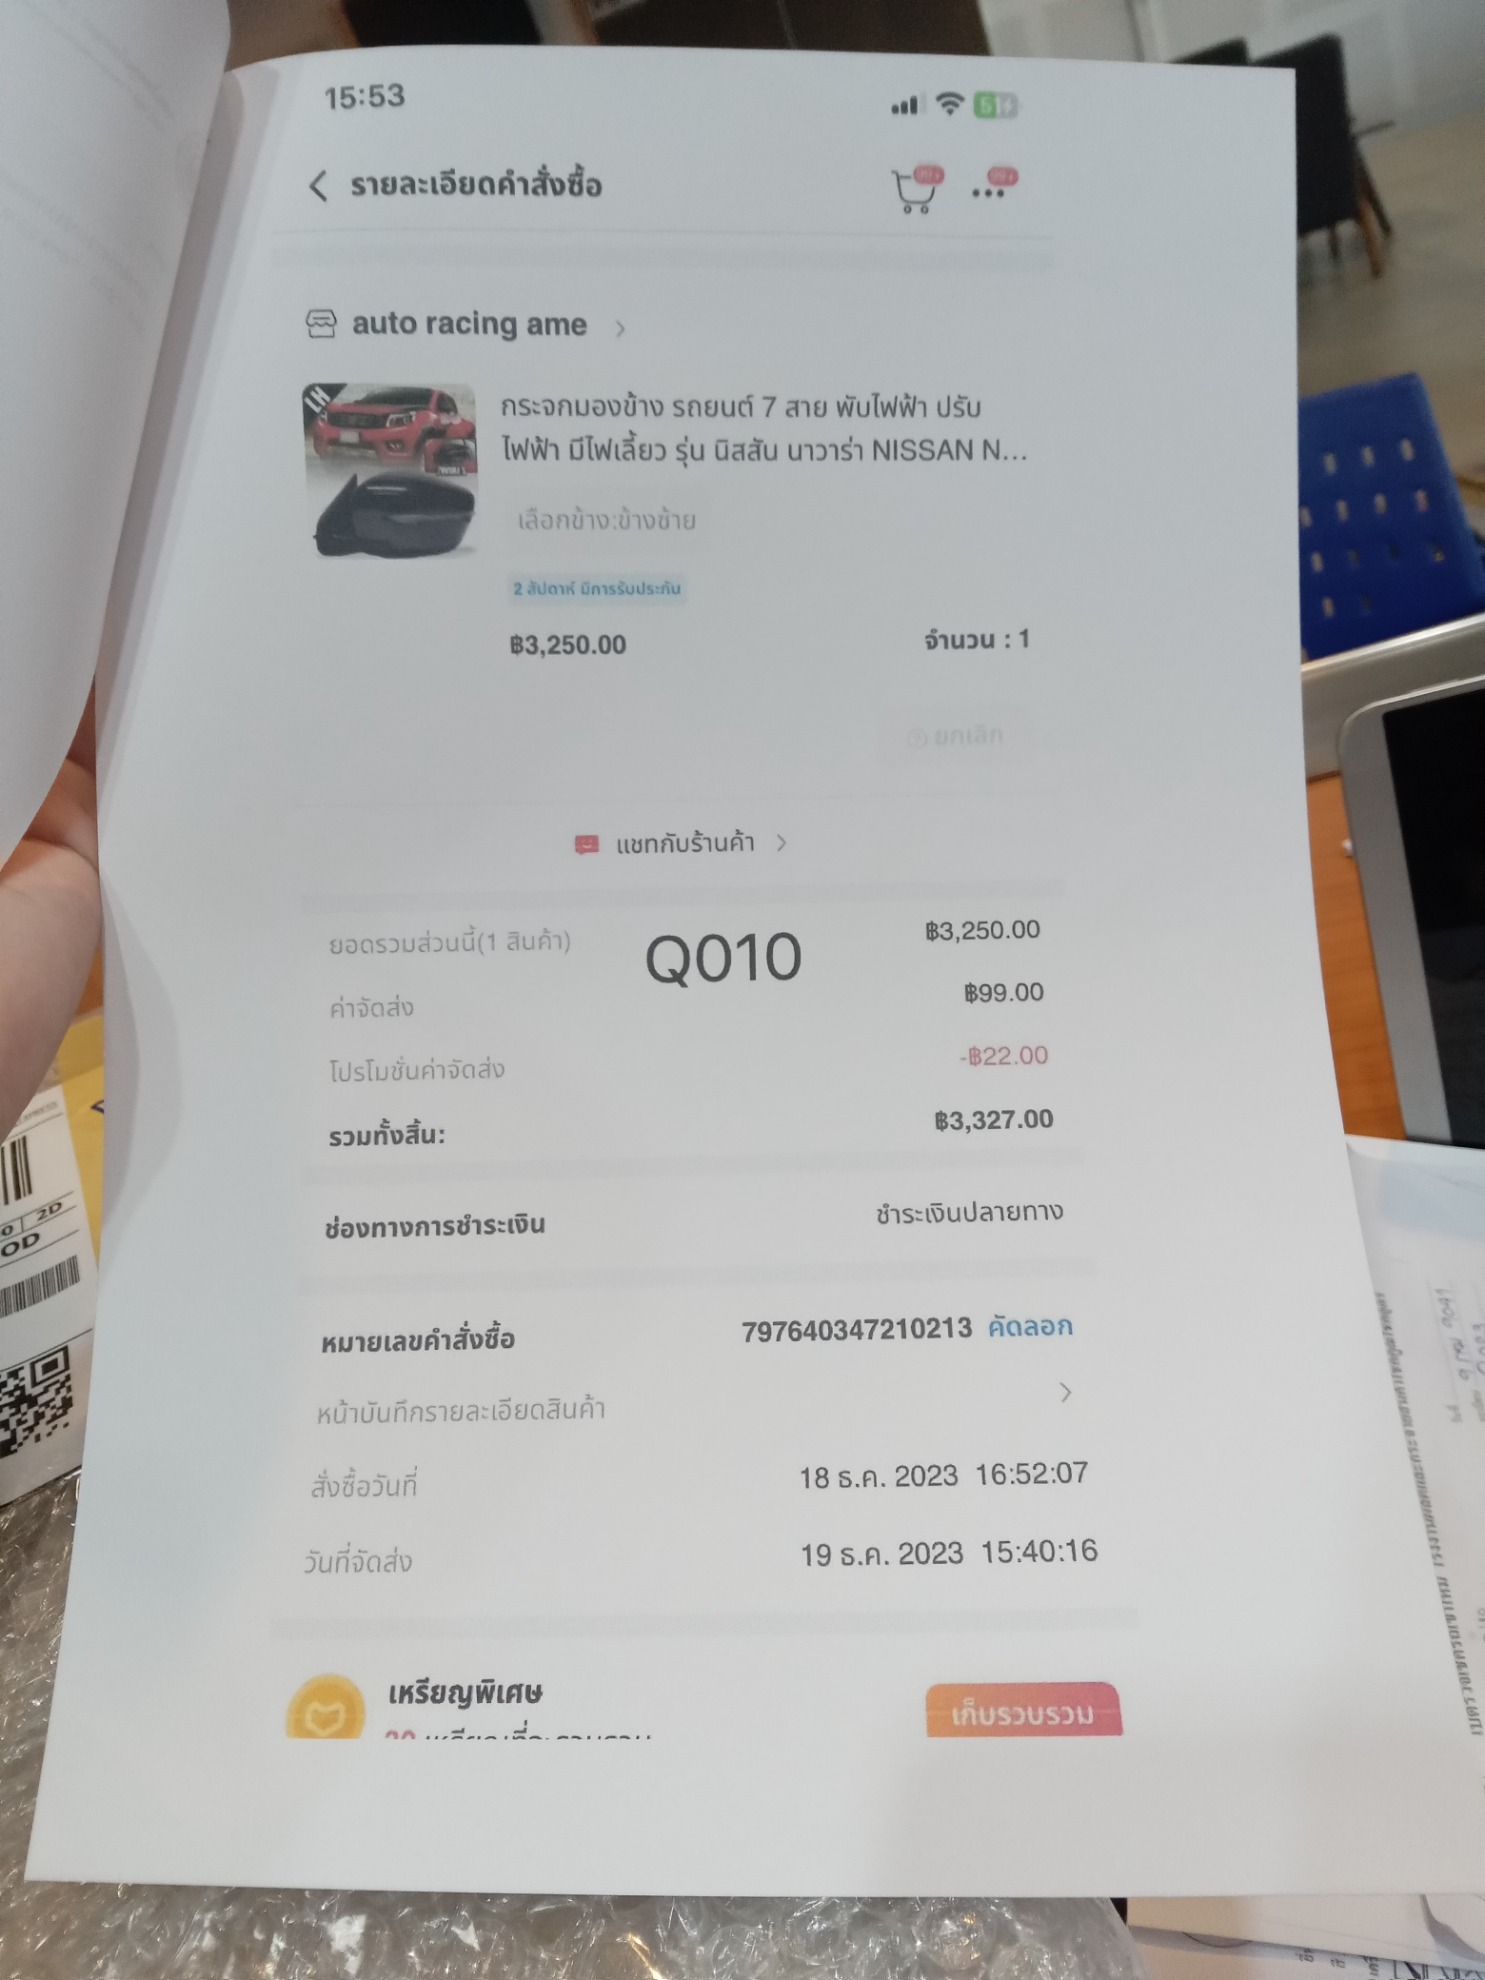 15:53
51
รายละเอียดคำสั่งซื้อ
99+
99+
auto racing ame
LH
กระจกมองข้าง รถยนต์ 7 สาย พับไฟฟ้า ปรับ
ไฟฟ้า มีไฟเลี้ยว รุ่น นิสสัน นาวาร่า NISSAN N...
เลือกข้าง:ข้างซ้าย
2 สัปดาห์ มีการรับประกัน
฿3,250.00 จำนวน : 1
ยกเลิก
แชทกับร้านค้า
ยอดรวมส่วนนี้(1 สินค้า) Q010 ฿3,250.00
ค่าจัดส่ง ฿99.00
โปรโมชั่นค่าจัดส่ง -฿22.00
รวมทั้งสิ้น: ฿3,327.00
ช่องทางการชำระเงิน ชำระเงินปลายทาง
หมายเลขคำสั่งซื้อ 797640347210213 คัดลอก
หน้าบันทึกรายละเอียดสินค้า
สั่งซื้อวันที่ 18 ธ.ค. 2023 16:52:07
วันที่จัดส่ง 19 ธ.ค. 2023 15:40:16
เหรียญพิเศษ เก็บรวบรวม
2D
OD